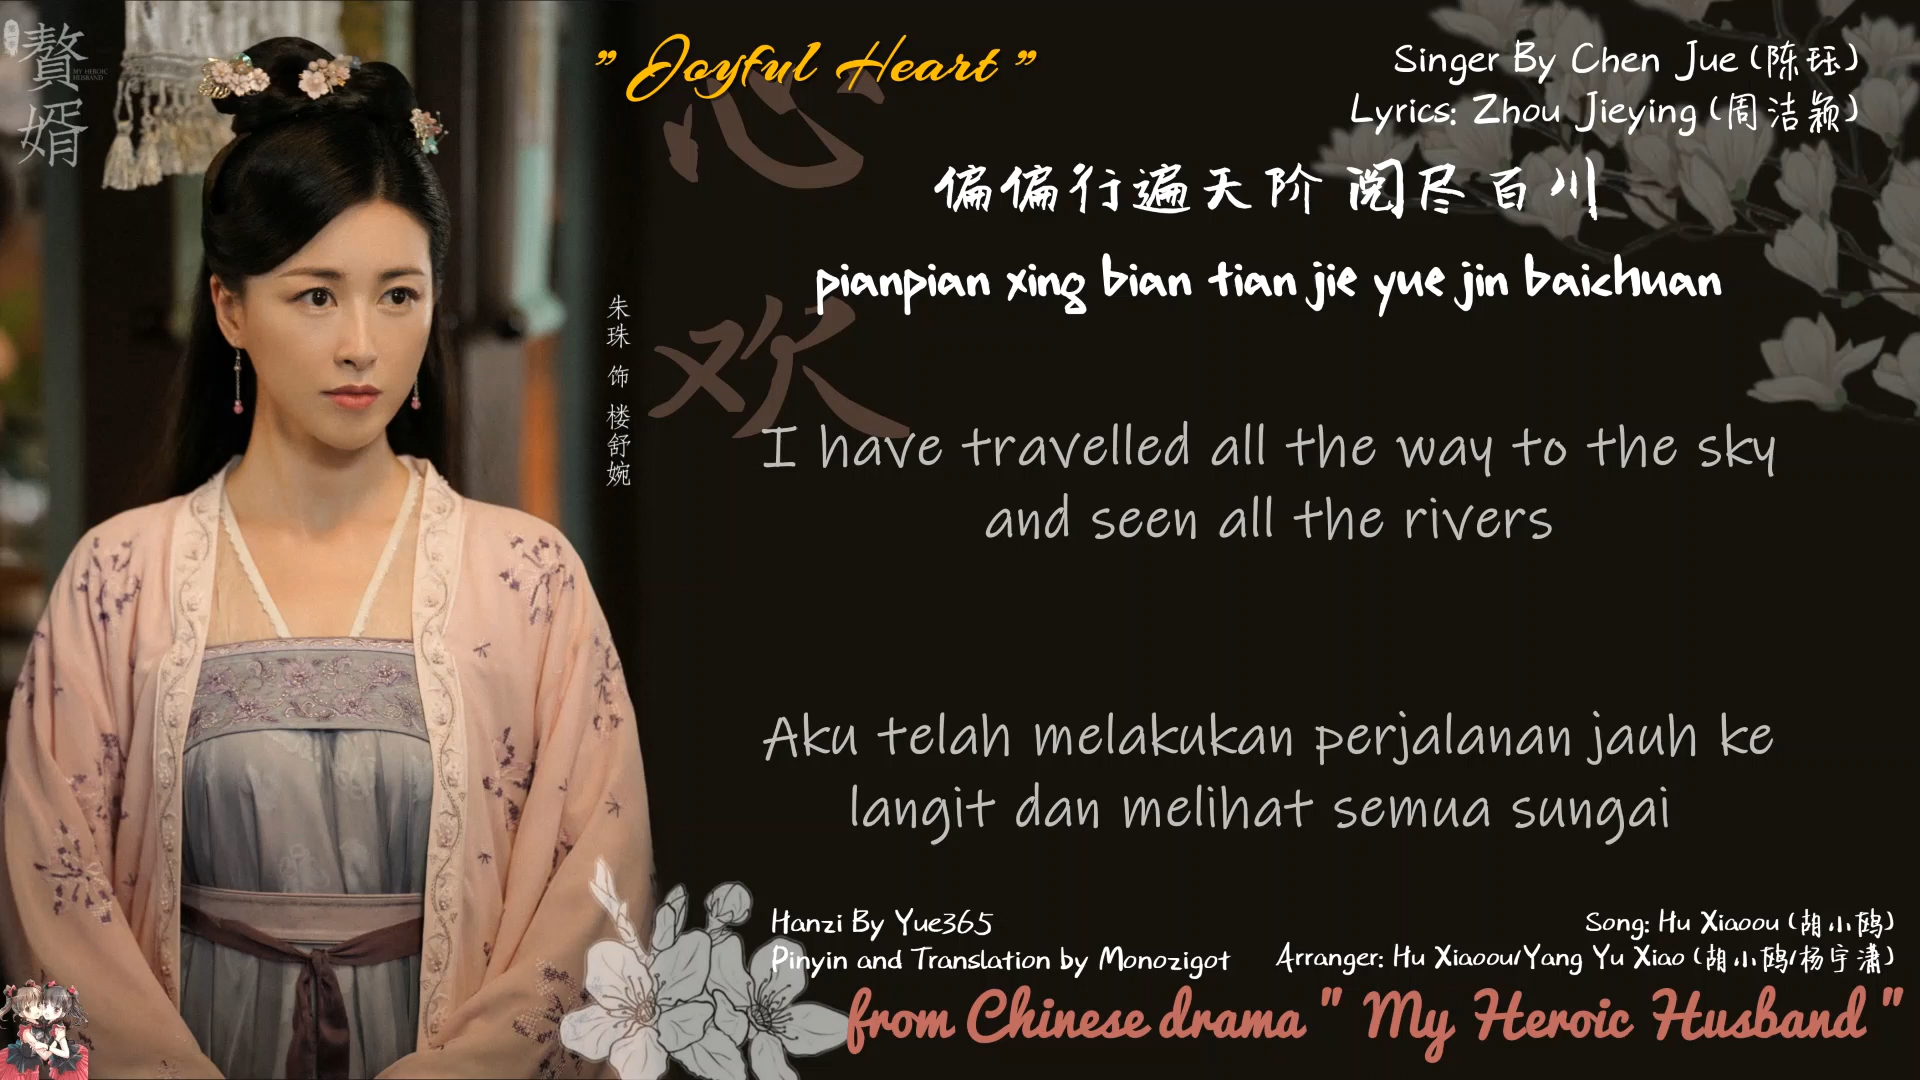 赘婿
MY HEROIC
HUSBAND
" Joyful Heart "
心欢
Singer By Chen Jue (陈珏)
Lyrics: Zhou Jieying (周洁颖)
偏偏行遍天阶 阅尽百川
pianpian xing bian tian jie yue jin baichuan
朱珠 饰 楼舒婉
I have travelled all the way to the sky
and seen all the rivers
Aku telah melakukan perjalanan jauh ke
langit dan melihat semua sungai
Hanzi By Yue365
Pinyin and Translation by Monozigot
Song: Hu Xiaoou (胡小鸥)
Arranger: Hu Xiaoou/Yang Yu Xiao (胡小鸥/杨宇潇)
from Chinese drama " My Heroic Husband "